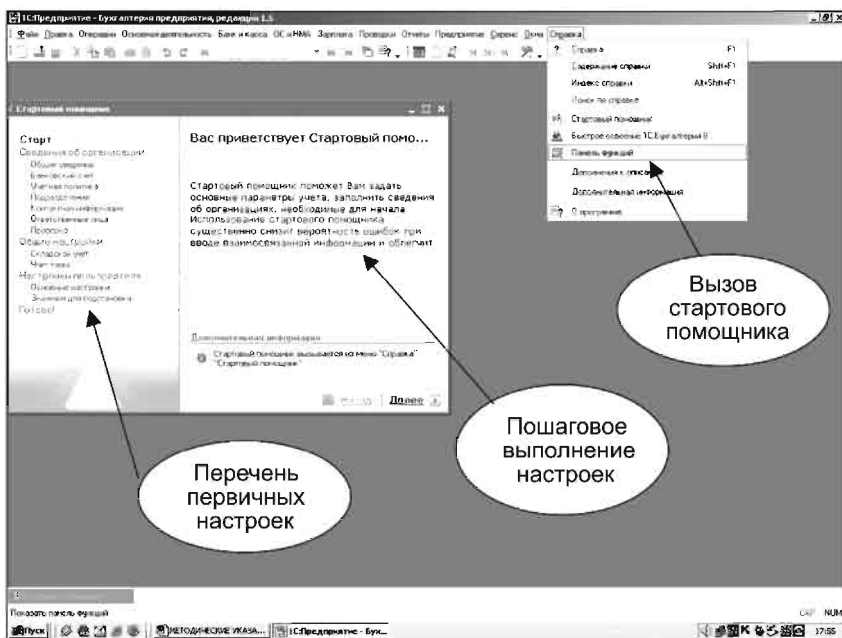 1С:Предприятие - Бухгалтерия предприятия, редакция 1.5
Файл Правка Операции Основная деятельность Банк и касса ОС и НМА Зарплата Проводки Отчеты Предприятие Сервис Окна Справка
Справка F1
Содержание справки Shift+F1
Индекс справки Alt+Shift+F1
Поиск по справке
Стартовый помощник
Быстрое освоение 1С:Бухгалтерии 8
Панель функций
Дополнения к описанию
Дополнительная информация
О программе
Стартовый помощник
Старт
Сведения об организации
Общие сведения
Банковский счет
Учетная политика
Подразделения
Контактная информация
Ответственные лица
Префикс
Общие настройки
Складской учет
Учет тары
Настройки пользователя
Основные настройки
Значения для подстановки
Готово!
Вас приветствует Стартовый помо...
Стартовый помощник поможет Вам задать
основные параметры учета, заполнить сведения
об организациях, необходимые для начала
Использование стартового помощника
существенно снизит вероятность ошибок при
вводе взаимосвязанной информации и облегчит
Дополнительная информация
Стартовый помощник вызывается из меню "Справка"
"Стартовый помощник"
Назад Далее
Вызов
стартового
помощника
Пошаговое
выполнение
настроек
Перечень
первичных
настроек
Показать панель функций
CAP NUM
Пуск
МЕТОДИЧЕСКИЕ УКАЗА...
1С:Предприятие - Бух...
17:55